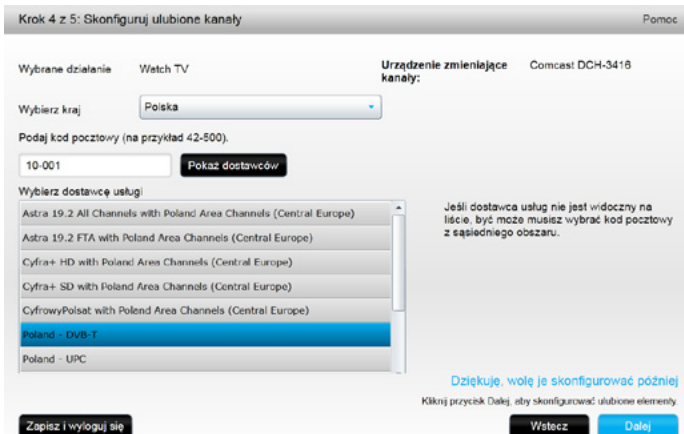 Krok 4 z 5: Skonfiguruj ulubione kanały
Pomoc
Wybrane działanie
Watch TV
Urządzenie zmieniające
kanały:
Comcast DCH-3416
Wybierz kraj
Polska
Podaj kod pocztowy (na przykład 42-500).
10-001
Pokaż dostawców
Wybierz dostawcę usługi
Astra 19.2 All Channels with Poland Area Channels (Central Europe)
Astra 19.2 FTA with Poland Area Channels (Central Europe)
Cyfra+ HD with Poland Area Channels (Central Europe)
Cyfra+ SD with Poland Area Channels (Central Europe)
CyfrowyPolsat with Poland Area Channels (Central Europe)
Poland - DVB-T
Poland - UPC
Jeśli dostawca usług nie jest widoczny na
liście, być może musisz wybrać kod pocztowy
z sąsiedniego obszaru.
Dziękuję, wolę je skonfigurować później
Kliknij przycisk Dalej, aby skonfigurować ulubione elementy.
Zapisz i wyloguj się
Wstecz
Dalej